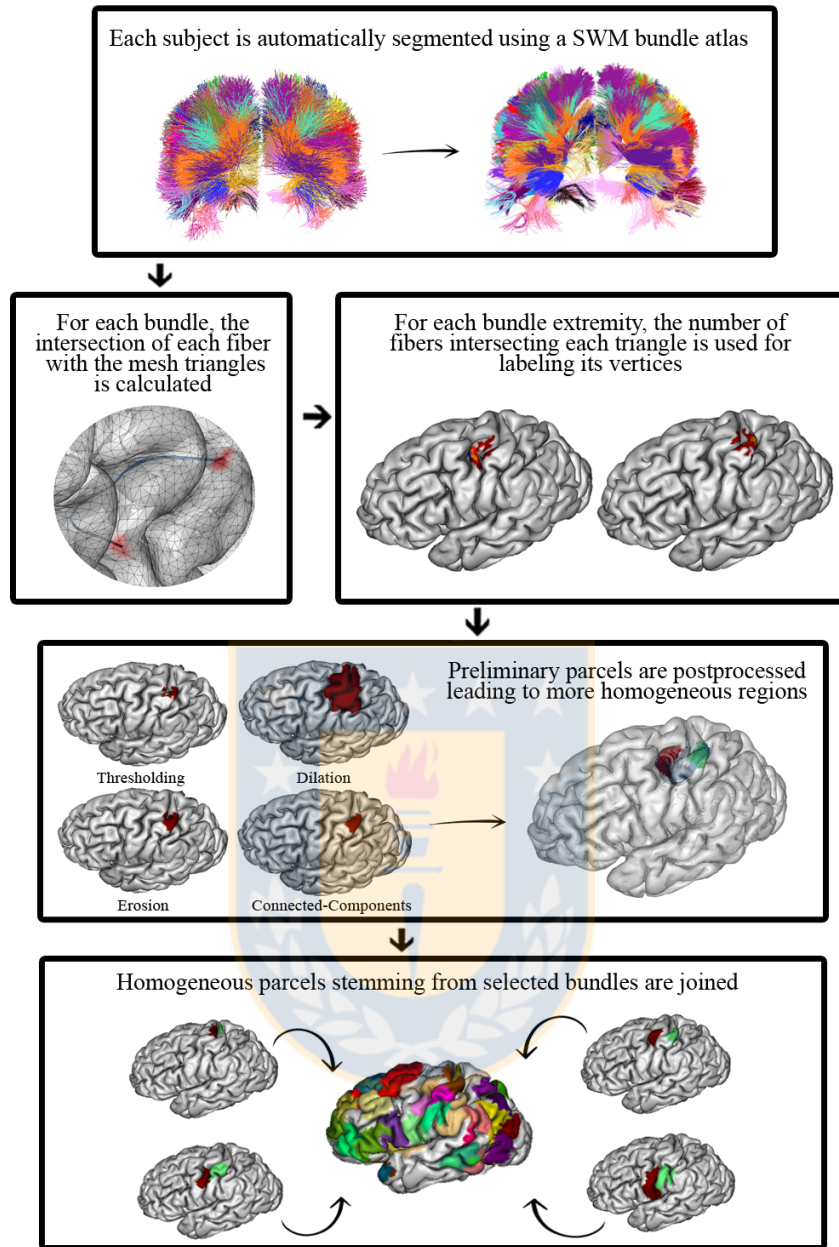 Each subject is automatically segmented using a SWM bundle atlas
For each bundle, the
intersection of each fiber
with the mesh triangles
is calculated
For each bundle extremity, the number of
fibers intersecting each triangle is used for
labeling its vertices
Preliminary parcels are postprocessed
leading to more homogeneous regions
Thresholding
Dilation
Erosion
Connected-Components
Homogeneous parcels stemming from selected bundles are joined